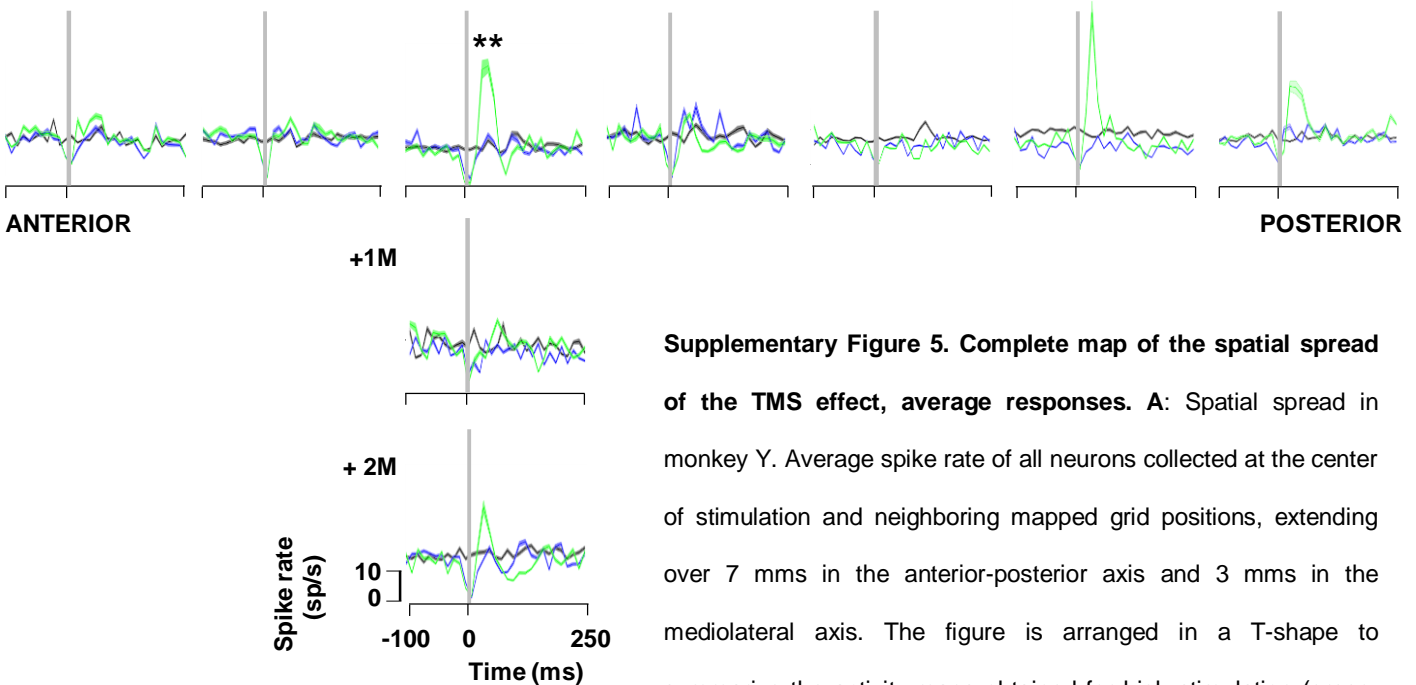 **
ANTERIOR
POSTERIOR
+1M
+ 2M
Spike rate
(sp/s)
10
0
-100 0 250
Time (ms)
Supplementary Figure 5. Complete map of the spatial spread
of the TMS effect, average responses. A: Spatial spread in
monkey Y. Average spike rate of all neurons collected at the center
of stimulation and neighboring mapped grid positions, extending
over 7 mms in the anterior-posterior axis and 3 mms in the
mediolateral axis. The figure is arranged in a T-shape to